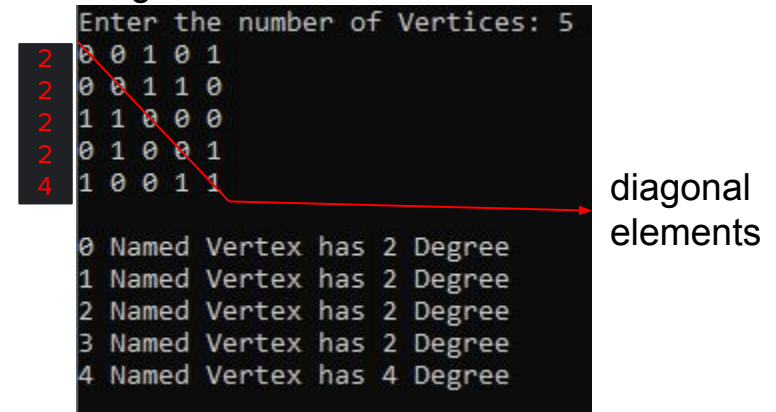 Enter the number of Vertices: 5
2 0 0 1 0 1
2 0 0 1 1 0
2 1 1 0 0 0
2 0 1 0 0 1
4 1 0 0 1 1
diagonal
elements
0 Named Vertex has 2 Degree
1 Named Vertex has 2 Degree
2 Named Vertex has 2 Degree
3 Named Vertex has 2 Degree
4 Named Vertex has 4 Degree